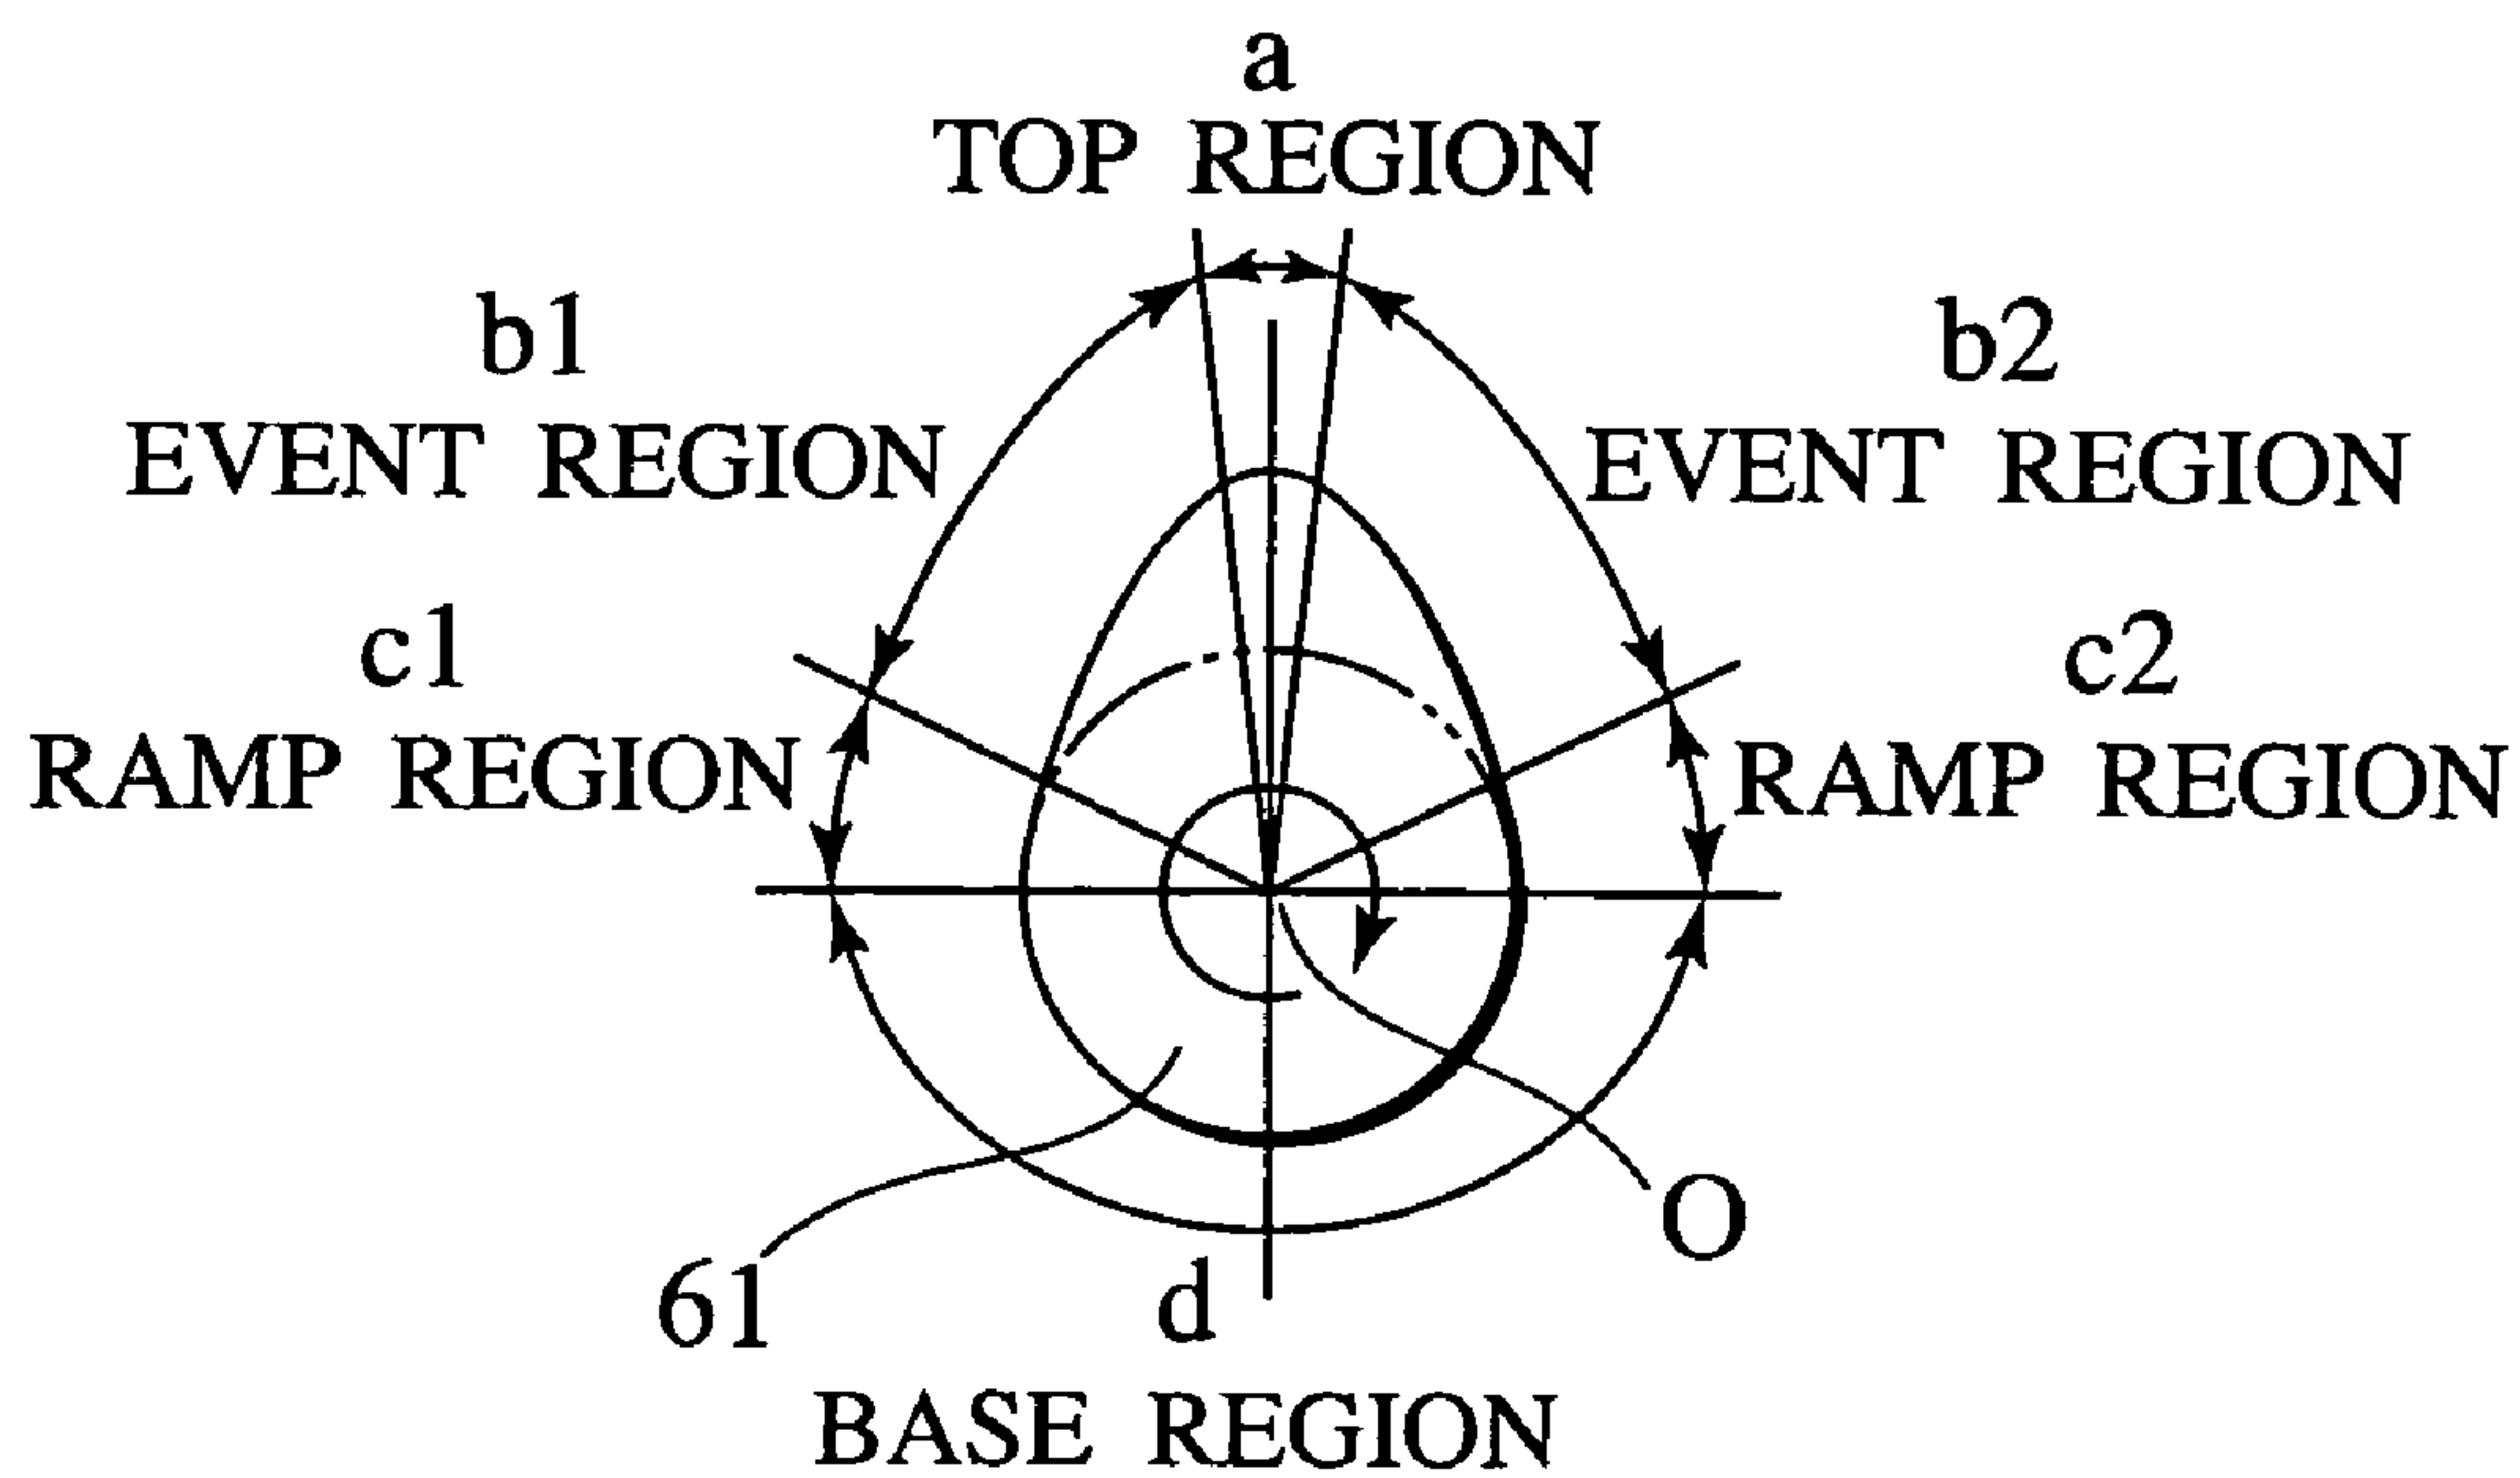 a
TOP REGION
b1
EVENT REGION
b2
EVENT REGION
c1
RAMP REGION
c2
RAMP REGION
61
O
d
BASE REGION